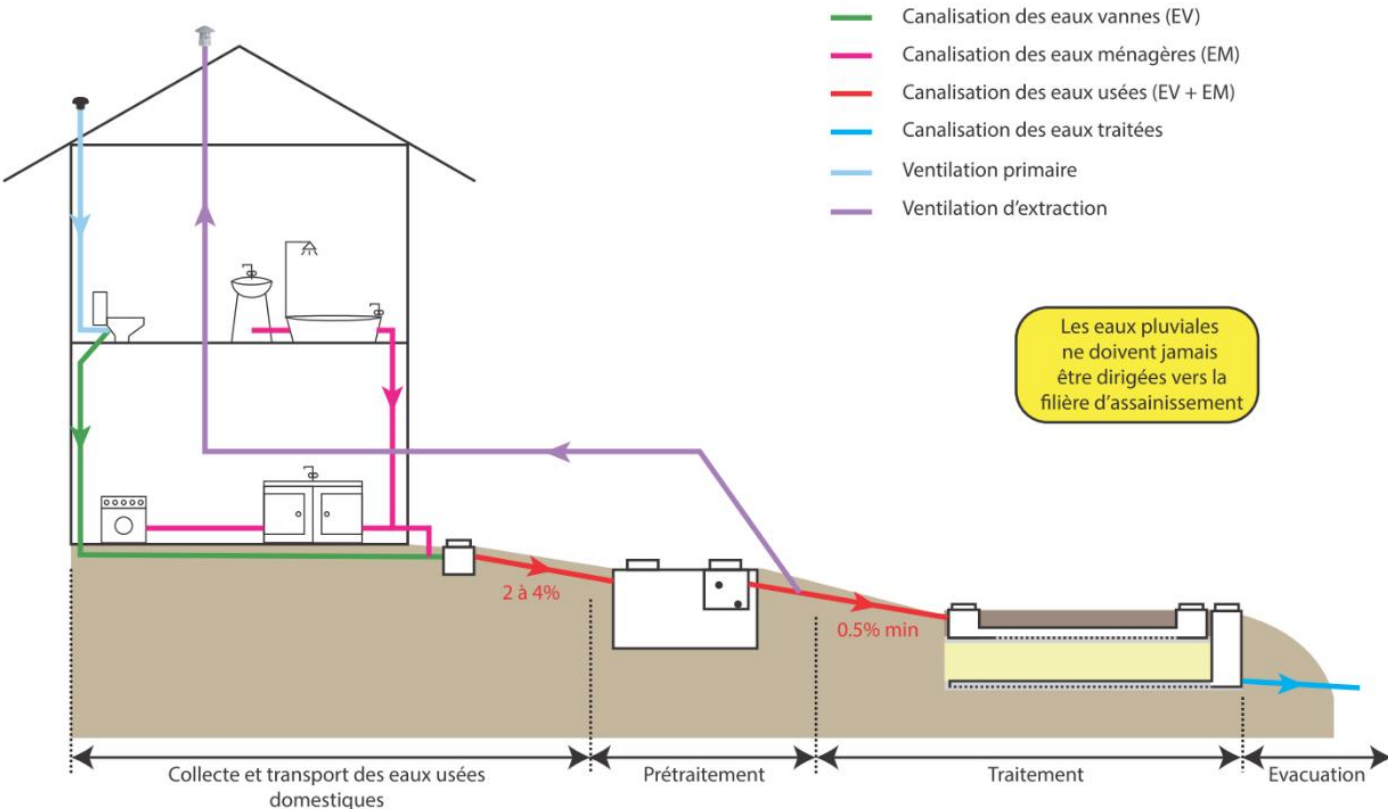 Canalisation des eaux vannes (EV)
Canalisation des eaux ménagères (EM)
Canalisation des eaux usées (EV + EM)
Canalisation des eaux traitées
Ventilation primaire
Ventilation d'extraction
Les eaux pluviales
ne doivent jamais
être dirigées vers la
filière d'assainissement
2 à 4%
0.5% min
Collecte et transport des eaux usées
domestiques
Prétraitement
Traitement
Evacuation